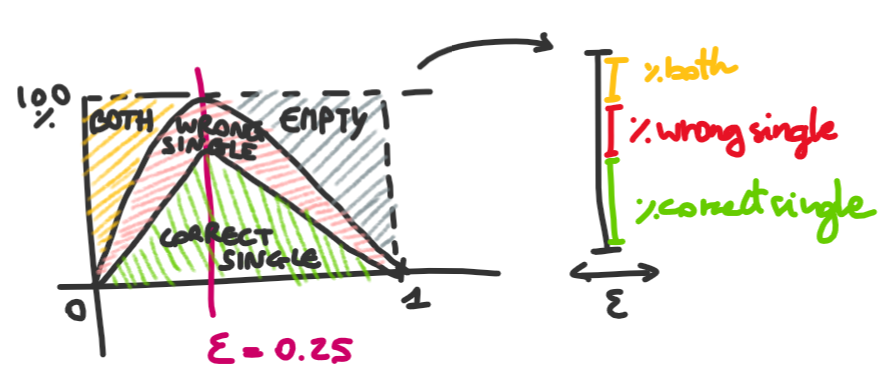 100
%
BOTH
WRONG
SINGLE
EMPTY
CORRECT
SINGLE
0
1
ε = 0.25
% both
% wrong single
% correct single
ε